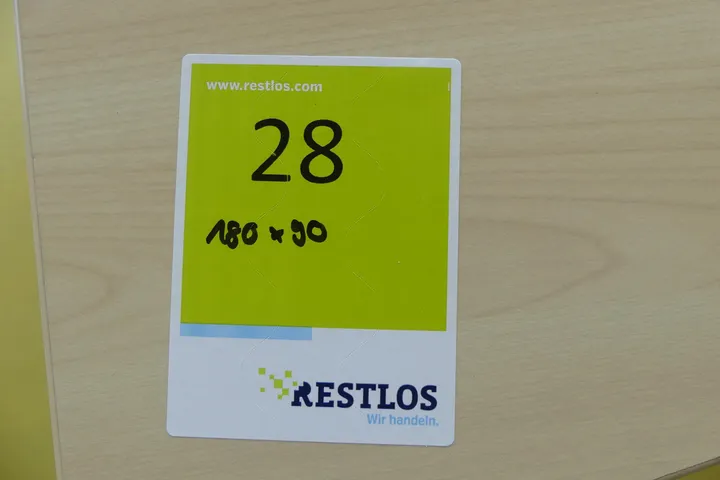 www.restlos.com
28
180 x 90
RESTLOS
Wir handeln.